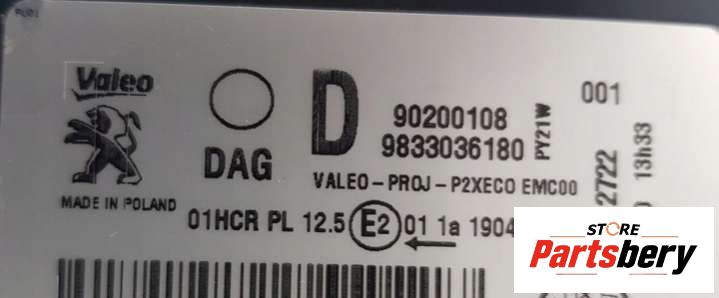 Valeo
MADE IN POLAND
DAG
D
90200108
9833036180
PY21W
001
VALEO-PROJ-P2XECO EMC00
01HCR PL 12.5 E2 01 1a 1904
2722
13h33
STORE
Partsbery